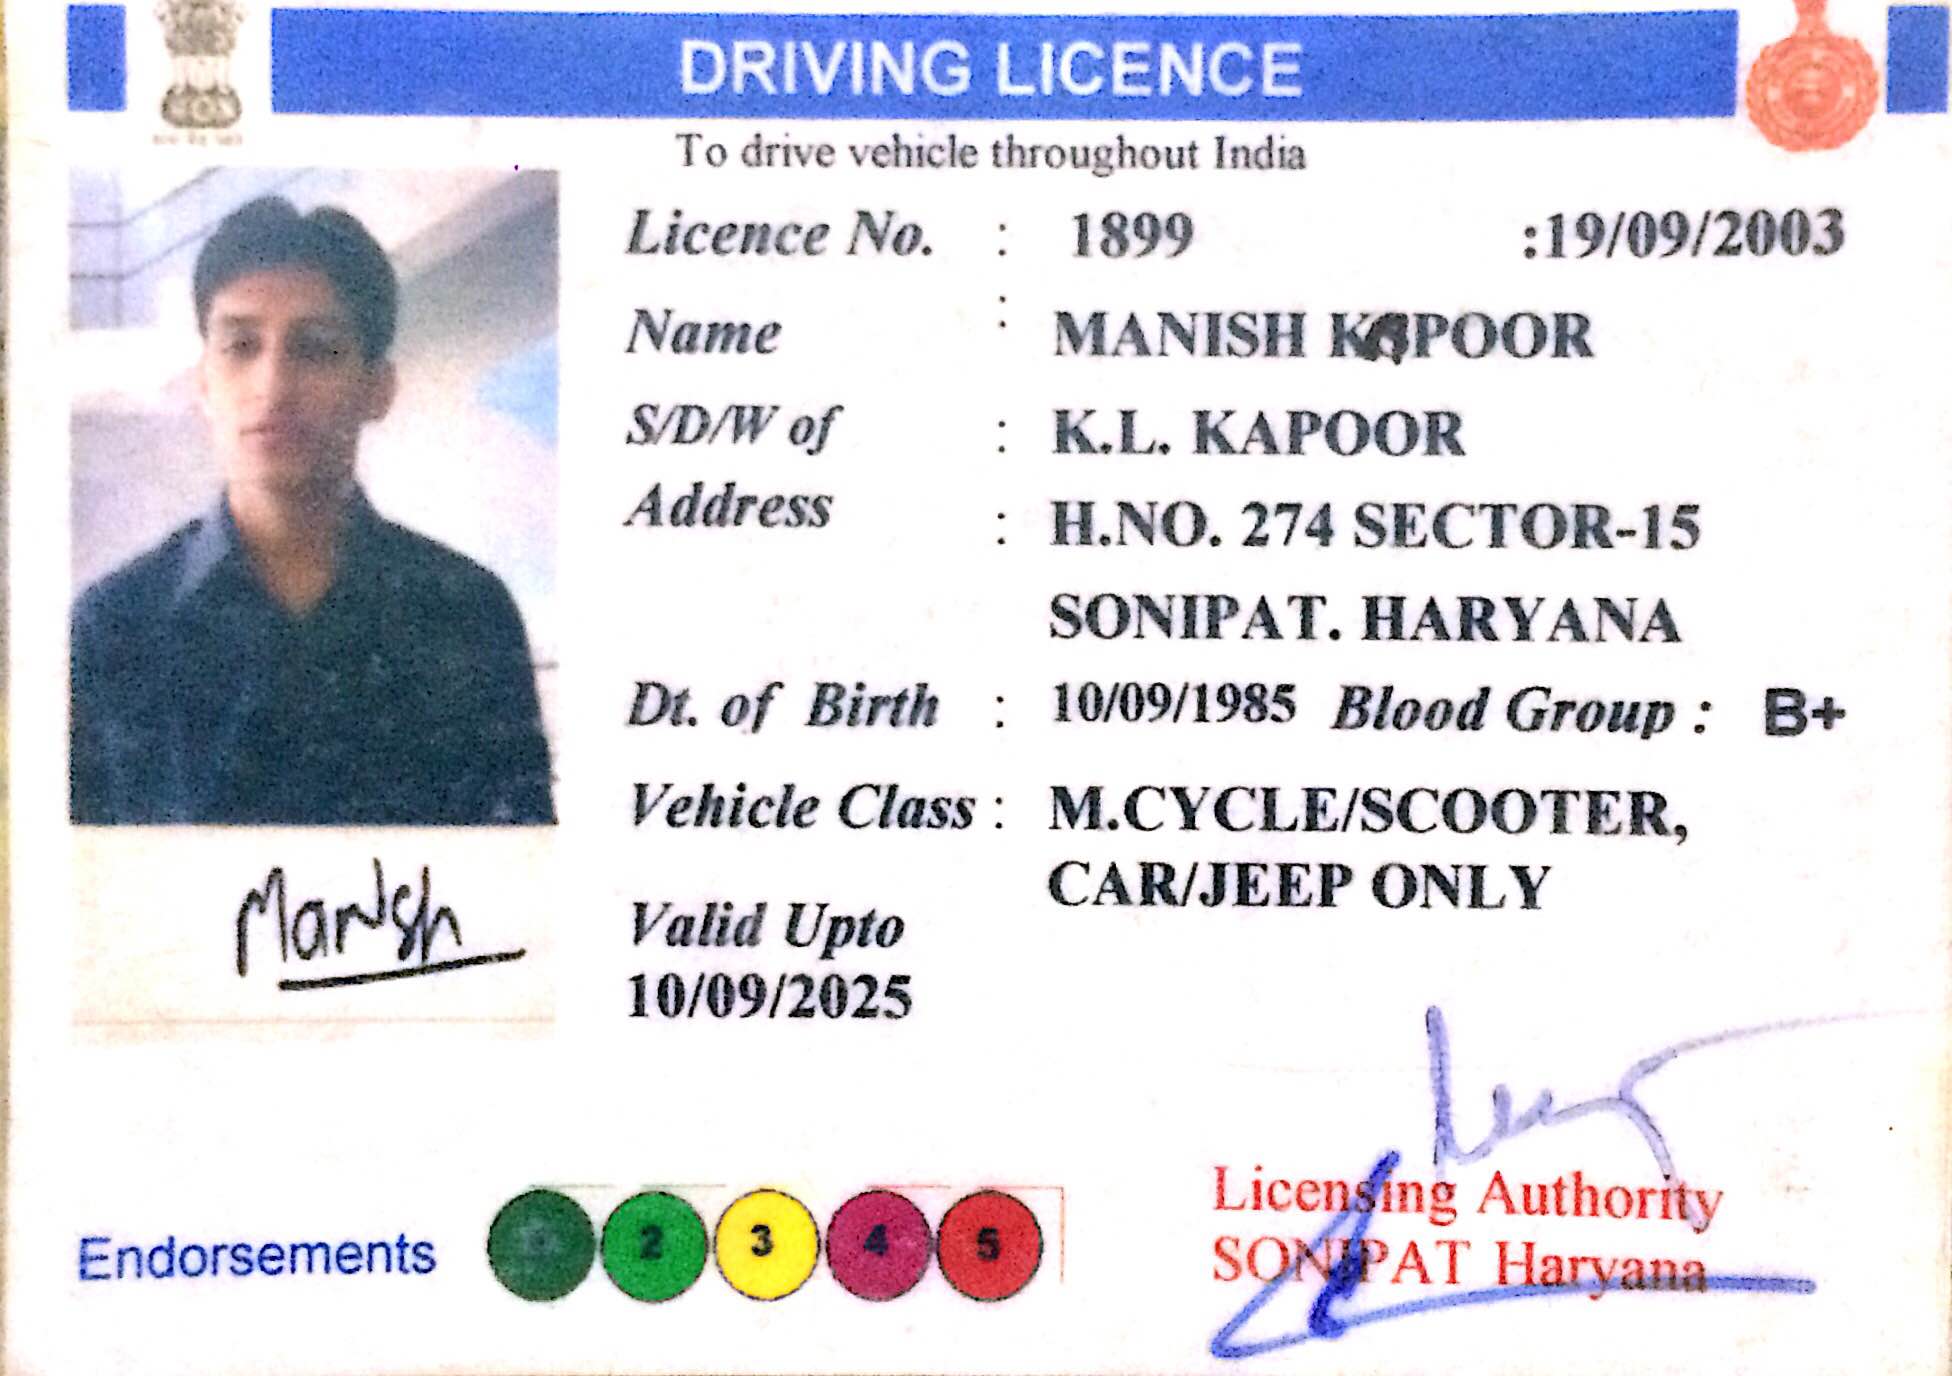 DRIVING LICENCE
To drive vehicle throughout India
Licence No. : 1899 :19/09/2003
Name : MANISH KAPOOR
S/D/W of : K.L. KAPOOR
Address : H.NO. 274 SECTOR-15
SONIPAT. HARYANA
Dt. of Birth : 10/09/1985 Blood Group : B+
Vehicle Class : M.CYCLE/SCOOTER,
CAR/JEEP ONLY
Manish
Valid Upto
10/09/2025
Licensing Authority
SONIPAT Haryana
Endorsements 2 3 4 5